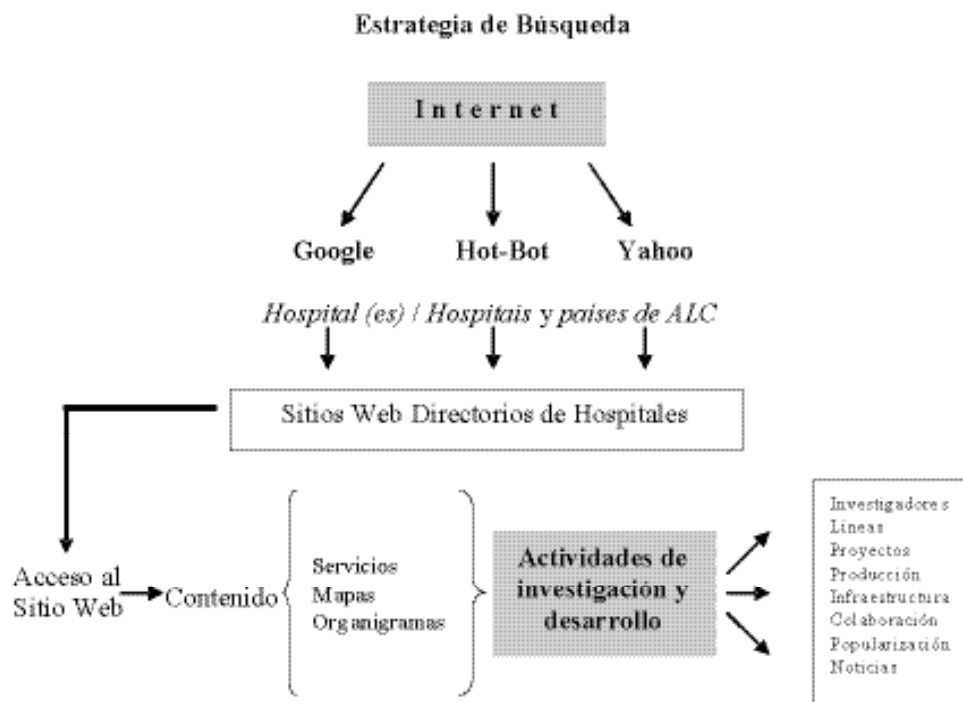 Estrategia de Búsqueda
Internet
Google Hot-Bot Yahoo
Hospital (es) / Hospitais y países de ALC
Sitios Web Directorios de Hospitales
Acceso al
Sitio Web
Contenido
Servicios
Mapas
Organigramas
Actividades de
investigación y
desarrollo
Investigadores
Lineas
Proyectos
Producción
Infraestructura
Colaboración
Popularización
Noticias